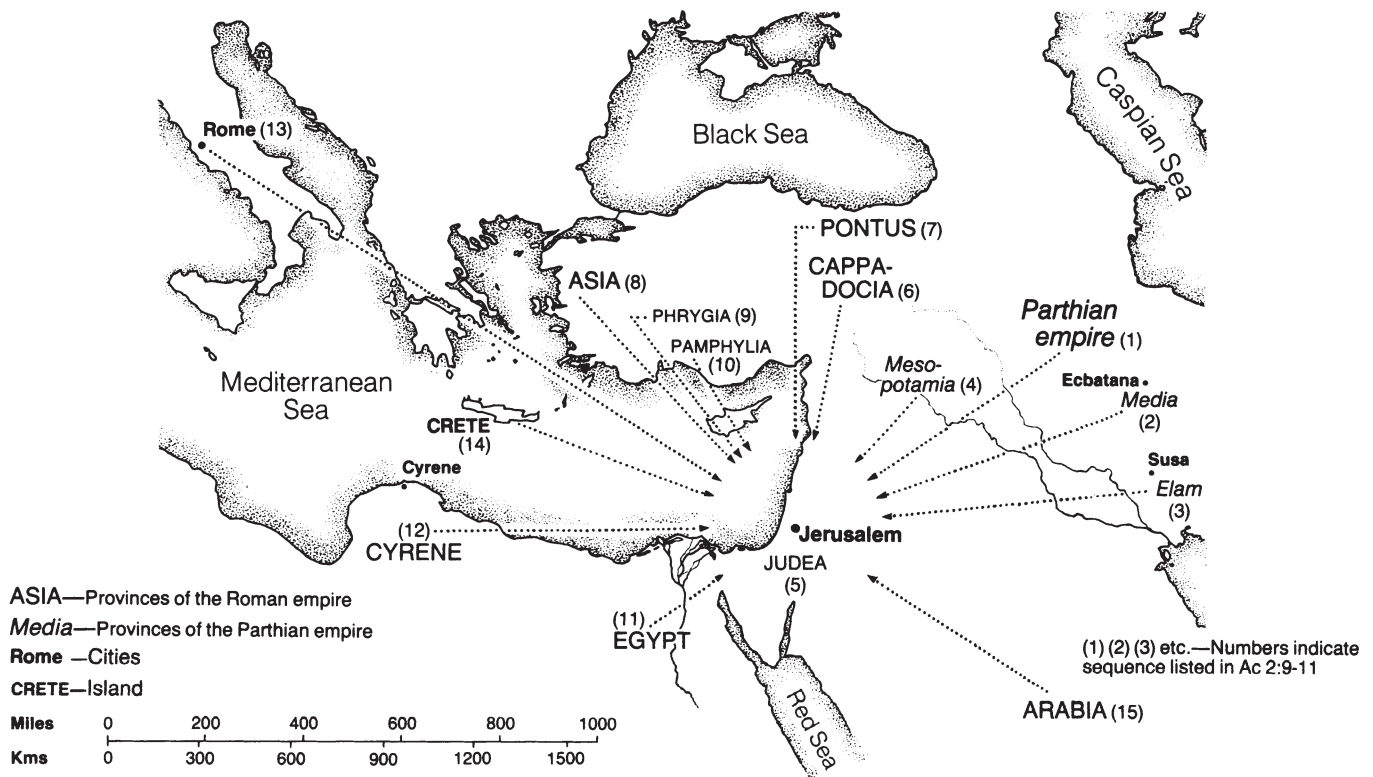 Caspian Sea
Rome (13)
Black Sea
PONTUS (7)
CAPPA-
DOCIA (6)
ASIA (8)
PHRYGIA (9)
PAMPHYLIA
(10)
Parthian
empire (1)
Meso-
potamia (4)
Ecbatana
Media
(2)
Mediterranean
Sea
CRETE
(14)
Cyrene
Susa
Elam
(3)
(12)
CYRENE
Jerusalem
JUDEA
(5)
(11)
EGYPT
Red Sea
ARABIA (15)
ASIA—Provinces of the Roman empire
Media—Provinces of the Parthian empire
Rome —Cities
CRETE—Island
(1) (2) (3) etc.—Numbers indicate
sequence listed in Ac 2:9-11
Miles 0 200 400 600 800 1000
Kms 0 300 600 900 1200 1500